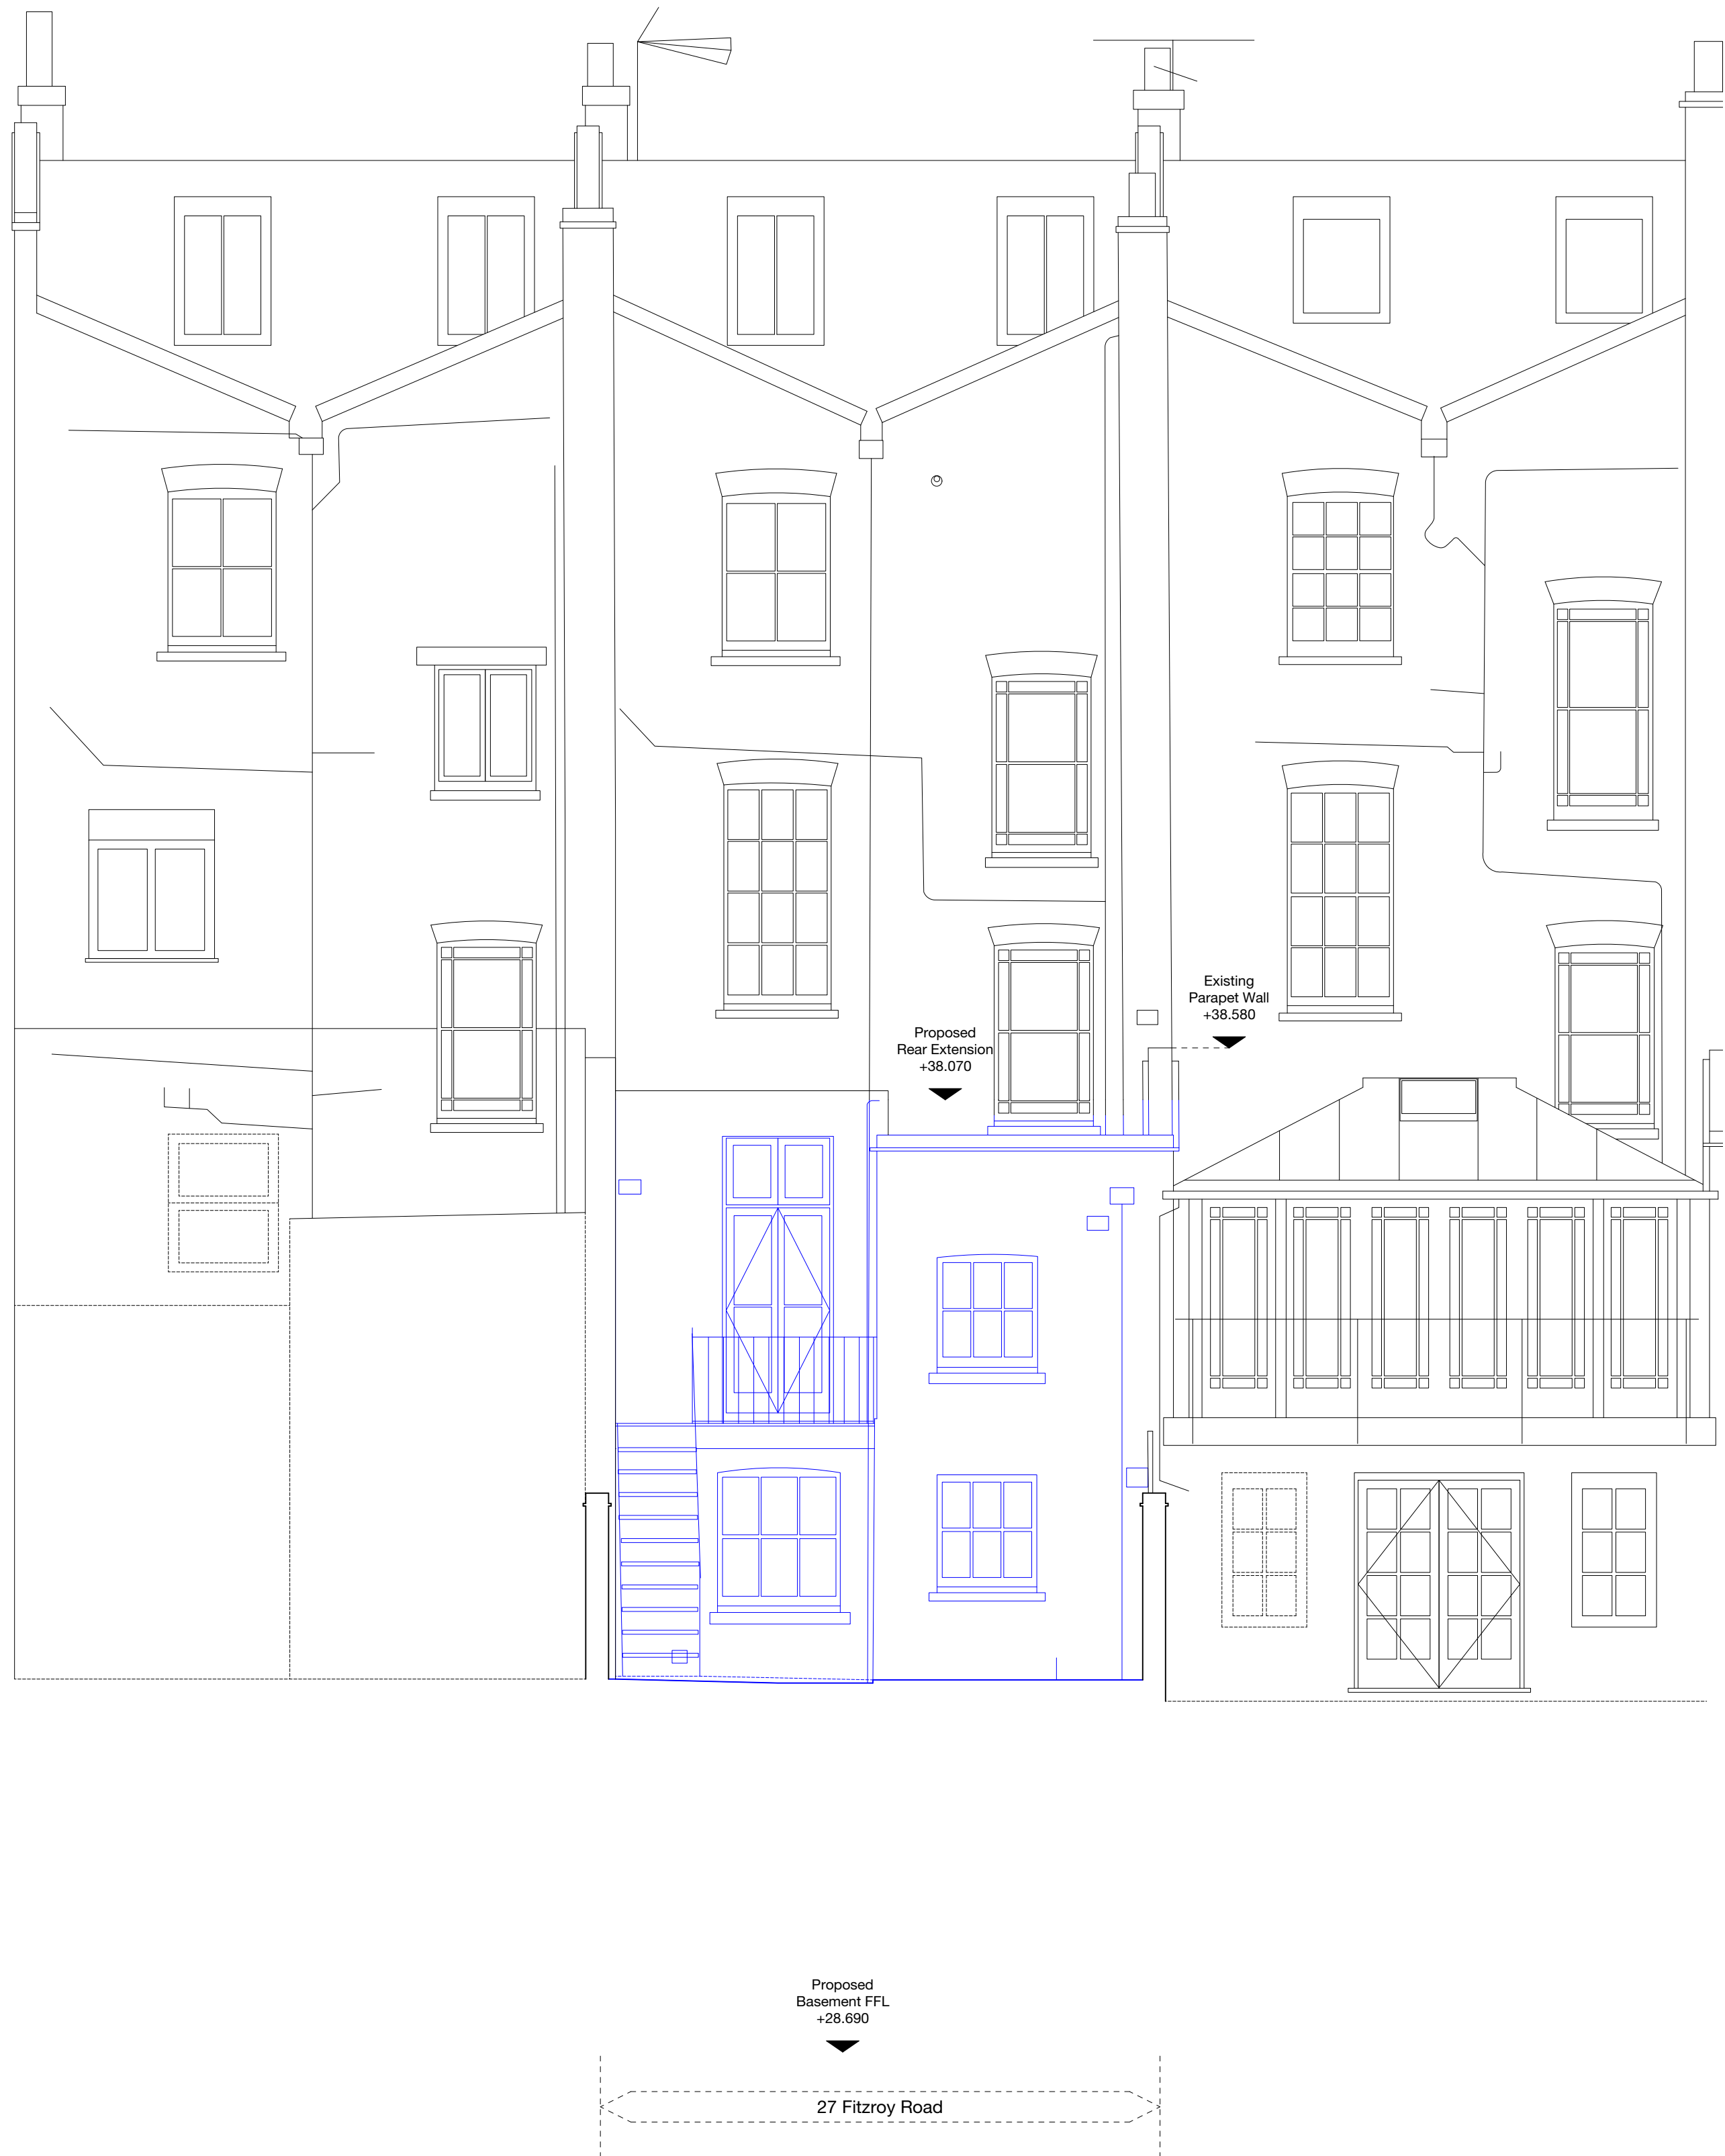 Existing
Parapet Wall
+38.580
Proposed
Rear Extension
+38.070
Proposed
Basement FFL
+28.690
27 Fitzroy Road